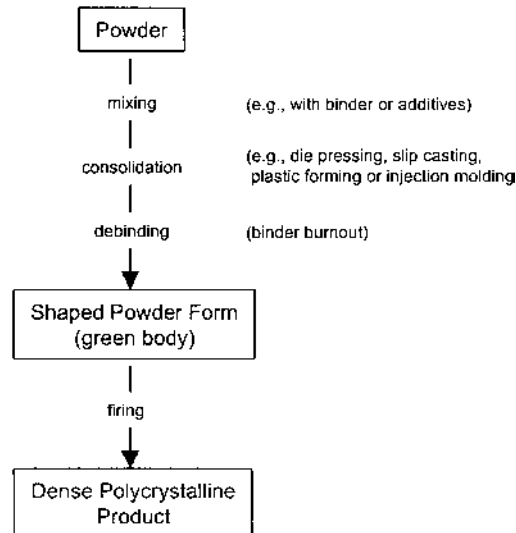 Powder
mixing (e.g., with binder or additives)
consolidation (e.g., die pressing, slip casting,
plastic forming or injection molding
debinding (binder burnout)
Shaped Powder Form
(green body)
firing
Dense Polycrystalline
Product